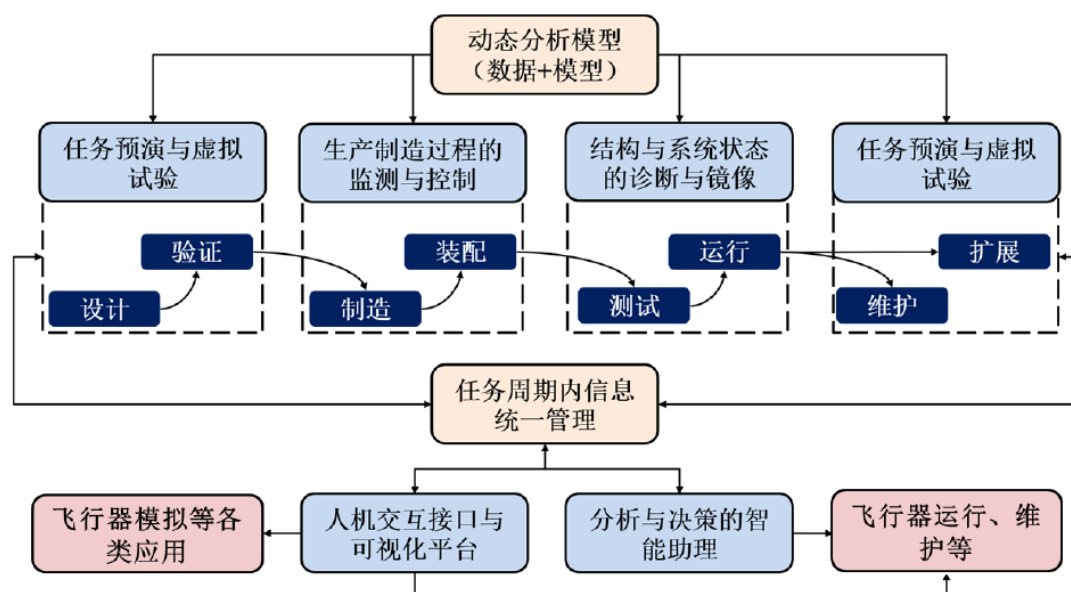 动态分析模型
（数据+模型）
任务预演与虚拟
试验
生产制造过程的
监测与控制
结构与系统状态
的诊断与镜像
任务预演与虚拟
试验
验证
设计
装配
制造
运行
测试
扩展
维护
任务周期内信息
统一管理
飞行器模拟等各
类应用
人机交互接口与
可视化平台
分析与决策的智
能助理
飞行器运行、维
护等